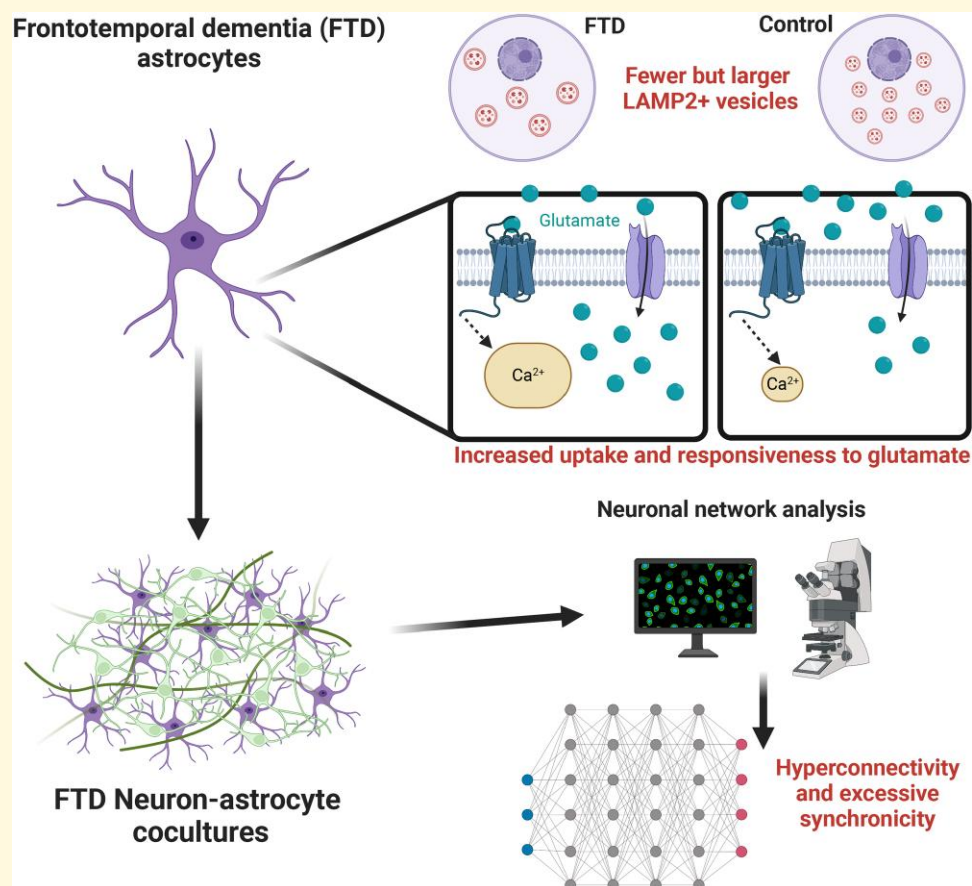 Frontotemporal dementia (FTD)
astrocytes
FTD
Control
Fewer but larger
LAMP2+ vesicles
Glutamate
Ca²⁺
Ca²⁺
Increased uptake and responsiveness to glutamate
Neuronal network analysis
FTD Neuron-astrocyte
cocultures
Hyperconnectivity
and excessive
synchronicity